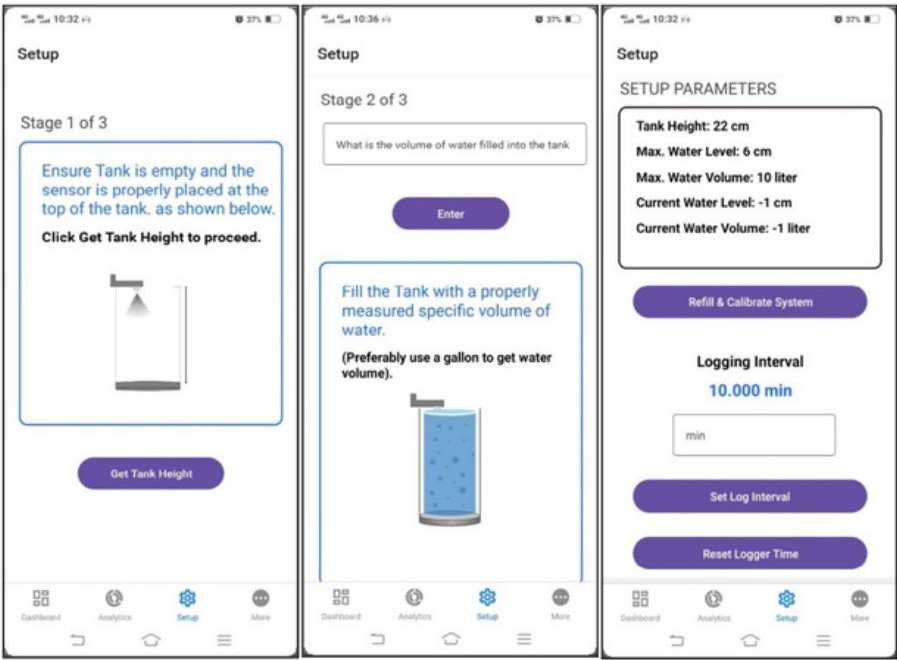 10:32
37%
Setup
Stage 1 of 3
Ensure Tank is empty and the
sensor is properly placed at the
top of the tank. as shown below.
Click Get Tank Height to proceed.
Get Tank Height
Dashboard
Analytics
Setup
More
10:36
37%
Setup
Stage 2 of 3
What is the volume of water filled into the tank
Enter
Fill the Tank with a properly
measured specific volume of
water.
(Preferably use a gallon to get water
volume).
Dashboard
Analytics
Setup
More
10:32
37%
Setup
SETUP PARAMETERS
Tank Height: 22 cm
Max. Water Level: 6 cm
Max. Water Volume: 10 liter
Current Water Level: -1 cm
Current Water Volume: -1 liter
Refill & Calibrate System
Logging Interval
10.000 min
min
Set Log Interval
Reset Logger Time
Dashboard
Analytics
Setup
More